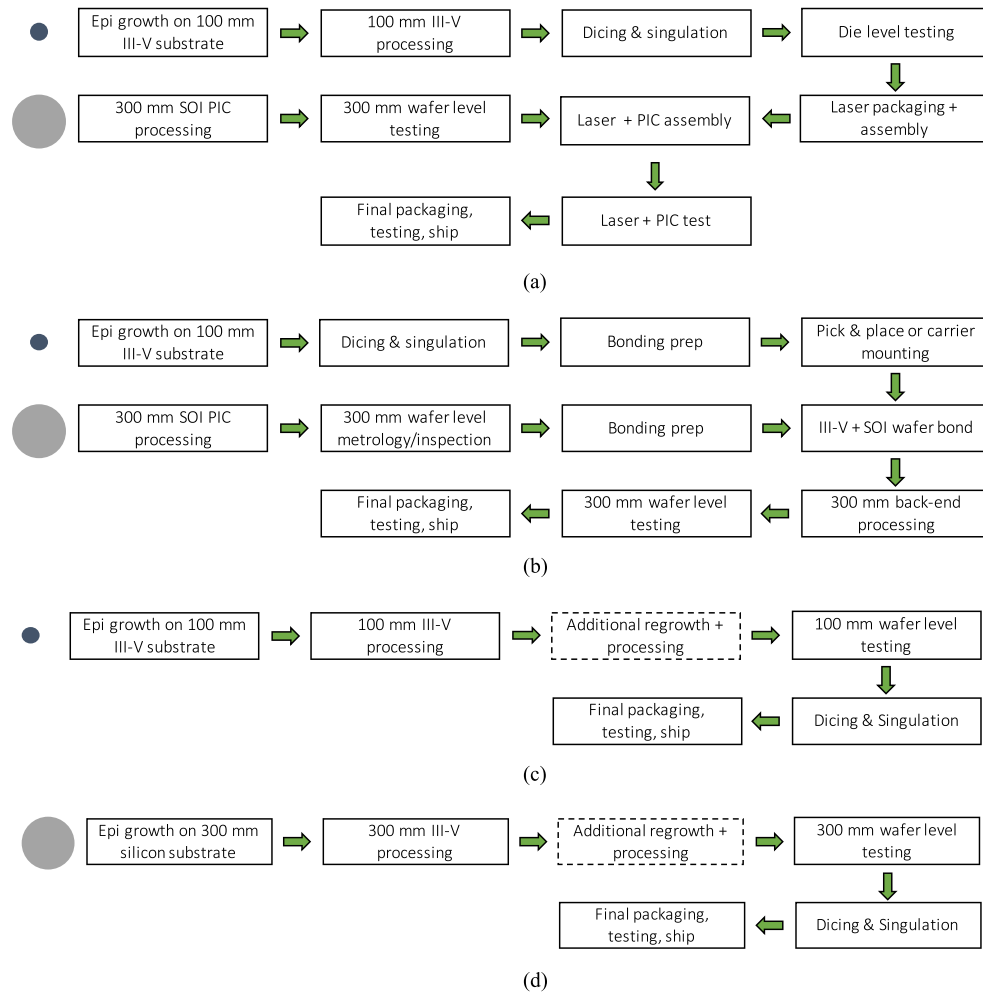 Epi growth on 100 mm
III-V substrate
100 mm III-V
processing
Dicing & singulation
Die level testing
300 mm SOI PIC
processing
300 mm wafer level
testing
Laser + PIC assembly
Laser packaging +
assembly
Final packaging,
testing, ship
Laser + PIC test
(a)
Epi growth on 100 mm
III-V substrate
Dicing & singulation
Bonding prep
Pick & place or carrier
mounting
300 mm SOI PIC
processing
300 mm wafer level
metrology/inspection
Bonding prep
III-V + SOI wafer bond
Final packaging,
testing, ship
300 mm wafer level
testing
300 mm back-end
processing
(b)
Epi growth on 100 mm
III-V substrate
100 mm III-V
processing
Additional regrowth +
processing
100 mm wafer level
testing
Final packaging,
testing, ship
Dicing & Singulation
(c)
Epi growth on 300 mm
silicon substrate
300 mm III-V
processing
Additional regrowth +
processing
300 mm wafer level
testing
Final packaging,
testing, ship
Dicing & Singulation
(d)